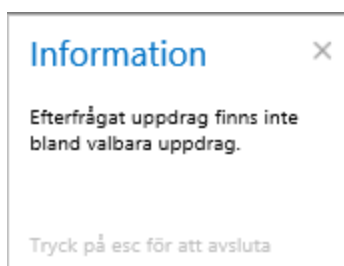 Information
Efterfrågat uppdrag finns inte
bland valbara uppdrag.
Tryck på esc för att avsluta